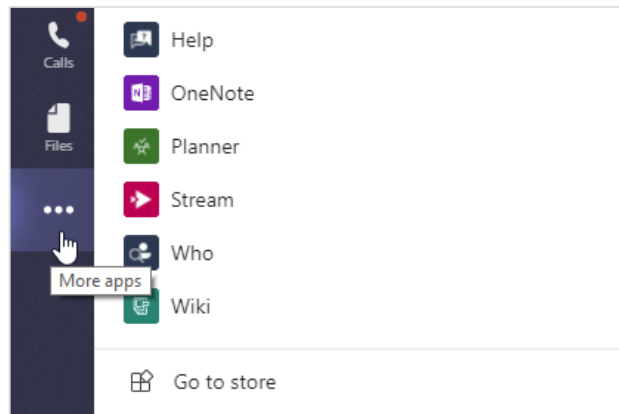 Calls
Files
More apps
Help
OneNote
Planner
Stream
Who
Wiki
Go to store